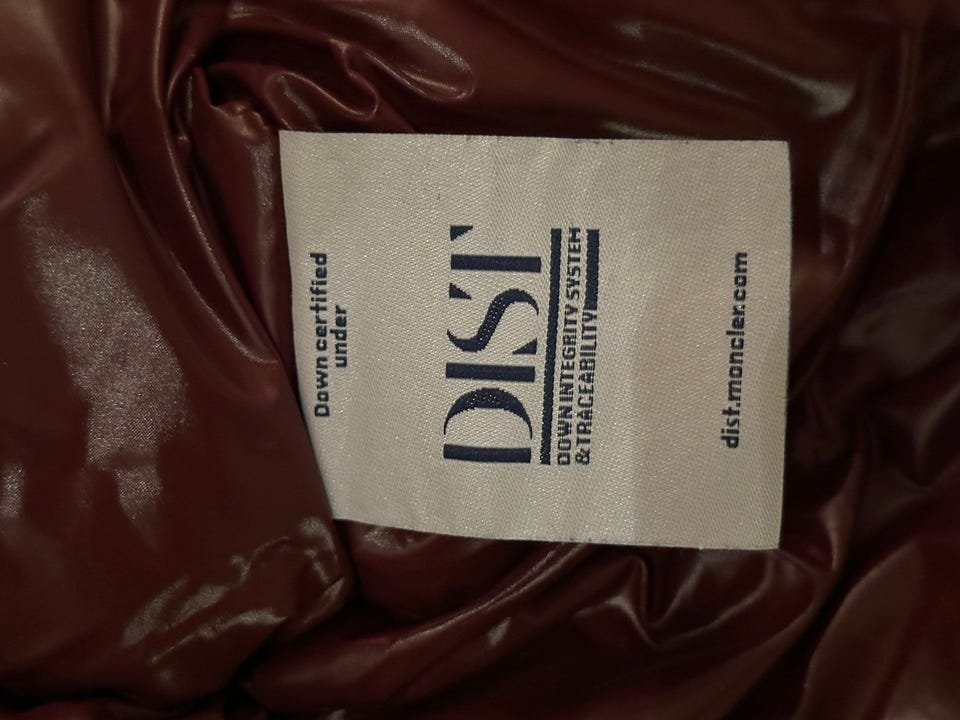 Down certified
under
DIST
DOWN INTEGRITY SYSTEM
& TRACEABILITY
dist.moncler.com